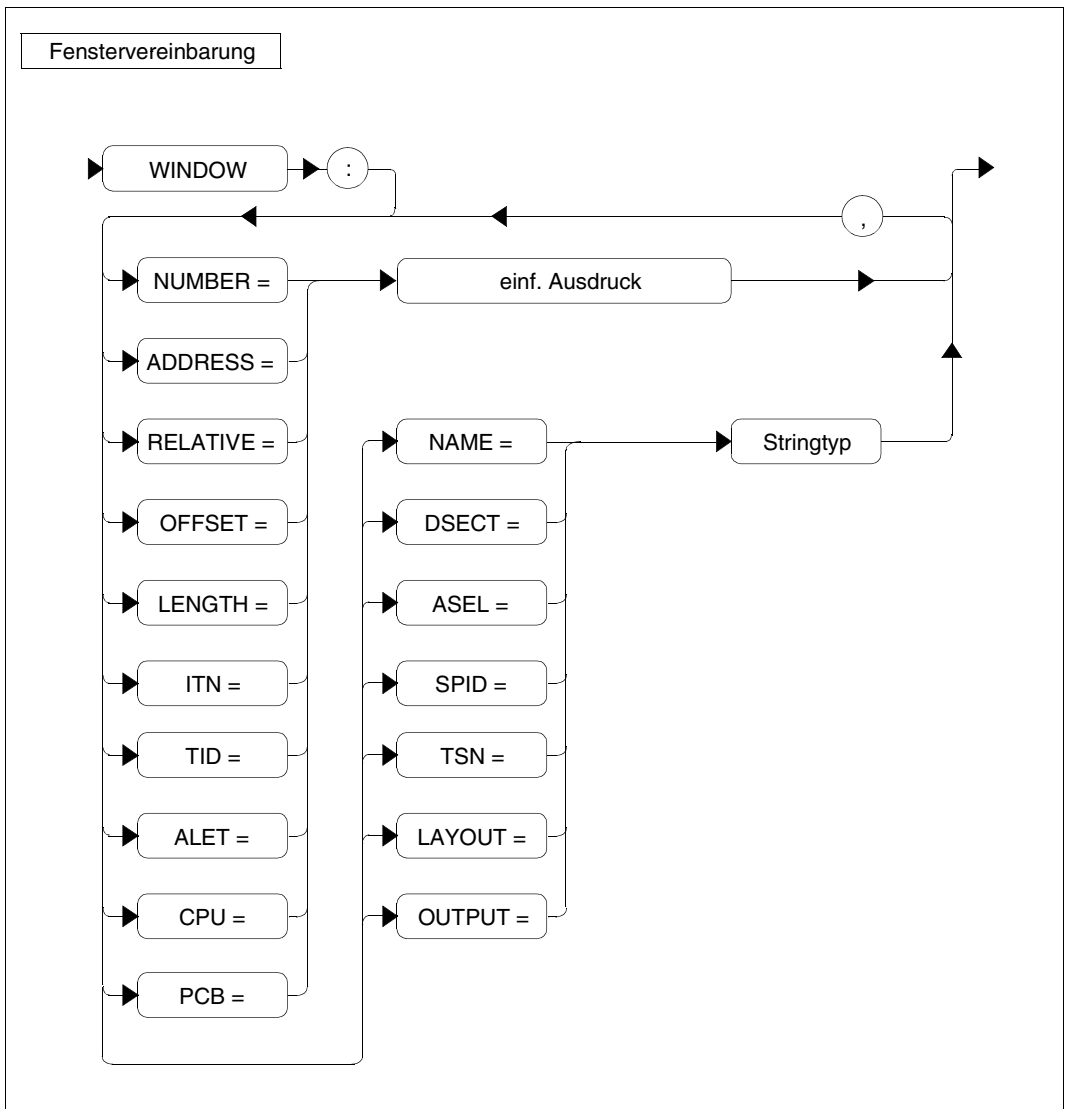 Fenstervereinbarung
WINDOW :
,
NUMBER = einf. Ausdruck
ADDRESS =
RELATIVE = NAME = Stringtyp
OFFSET = DSECT =
LENGTH = ASEL =
ITN = SPID =
TID = TSN =
ALET = LAYOUT =
CPU = OUTPUT =
PCB =